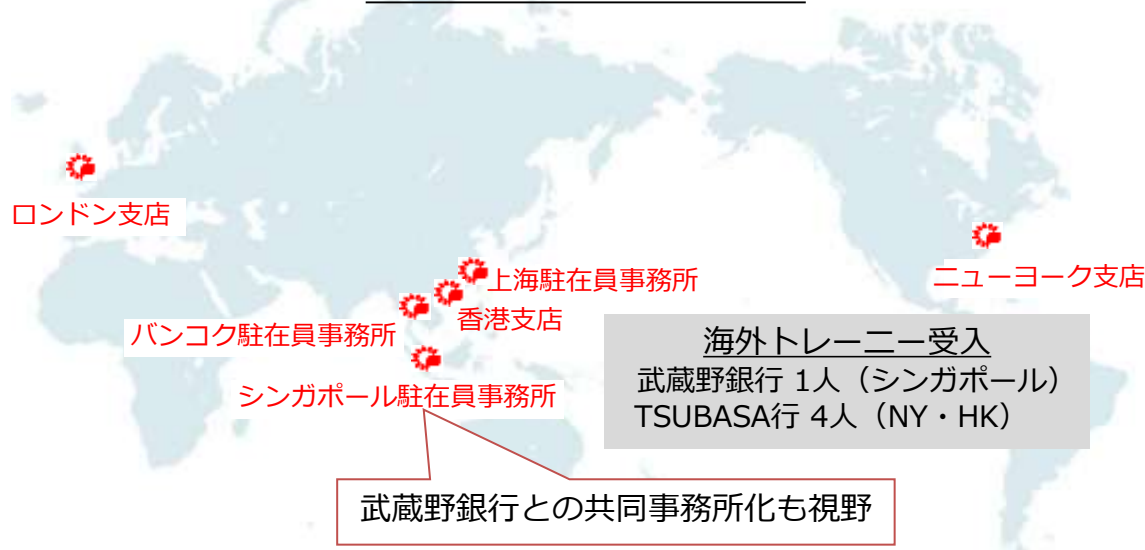 ロンドン支店
ニューヨーク支店
上海駐在員事務所
香港支店
バンコク駐在員事務所
シンガポール駐在員事務所
海外トレーニー受入
武蔵野銀行 1人（シンガポール）
TSUBASA行 4人（NY・HK）
武蔵野銀行との共同事務所化も視野